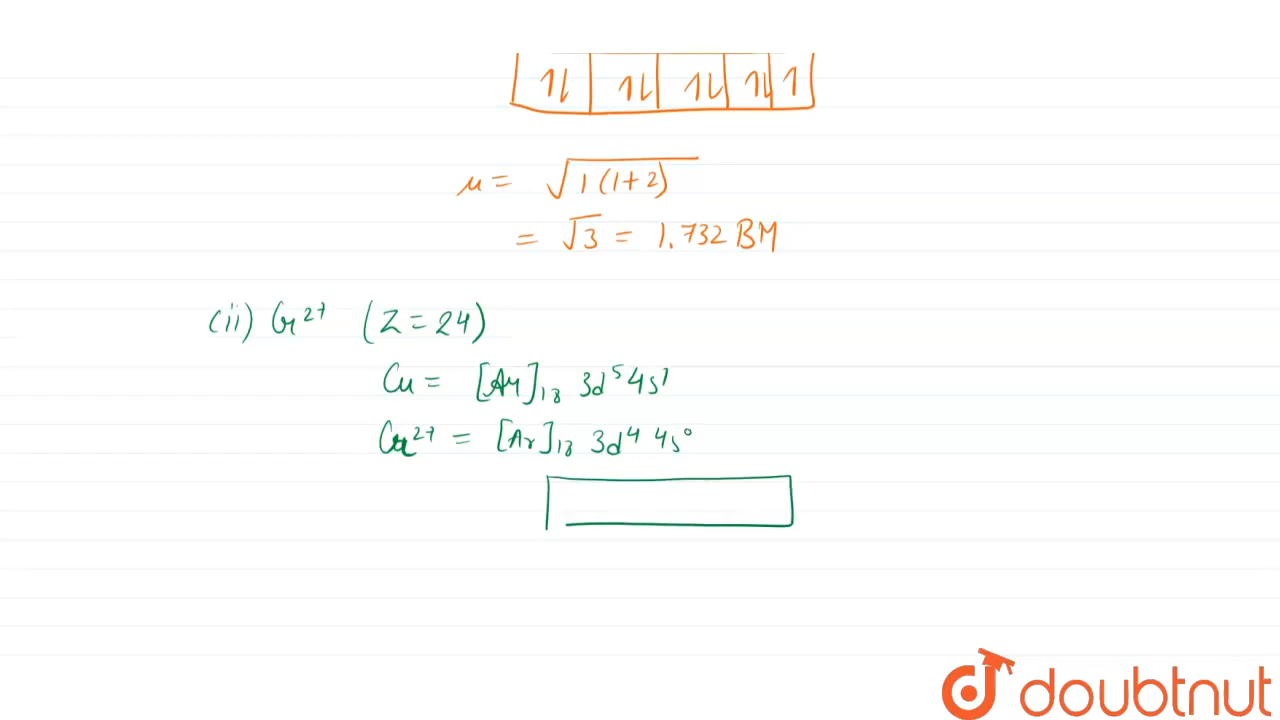 1L 1L 1L 1L 1
μ = √1(1+2)
= √3 = 1.732 BM
(ii) Cr²⁺ (Z = 24)
Cr = [Ar]₁₈ 3d⁵ 4s¹
Cr²⁺ = [Ar]₁₈ 3d⁴ 4s⁰
doubtnut